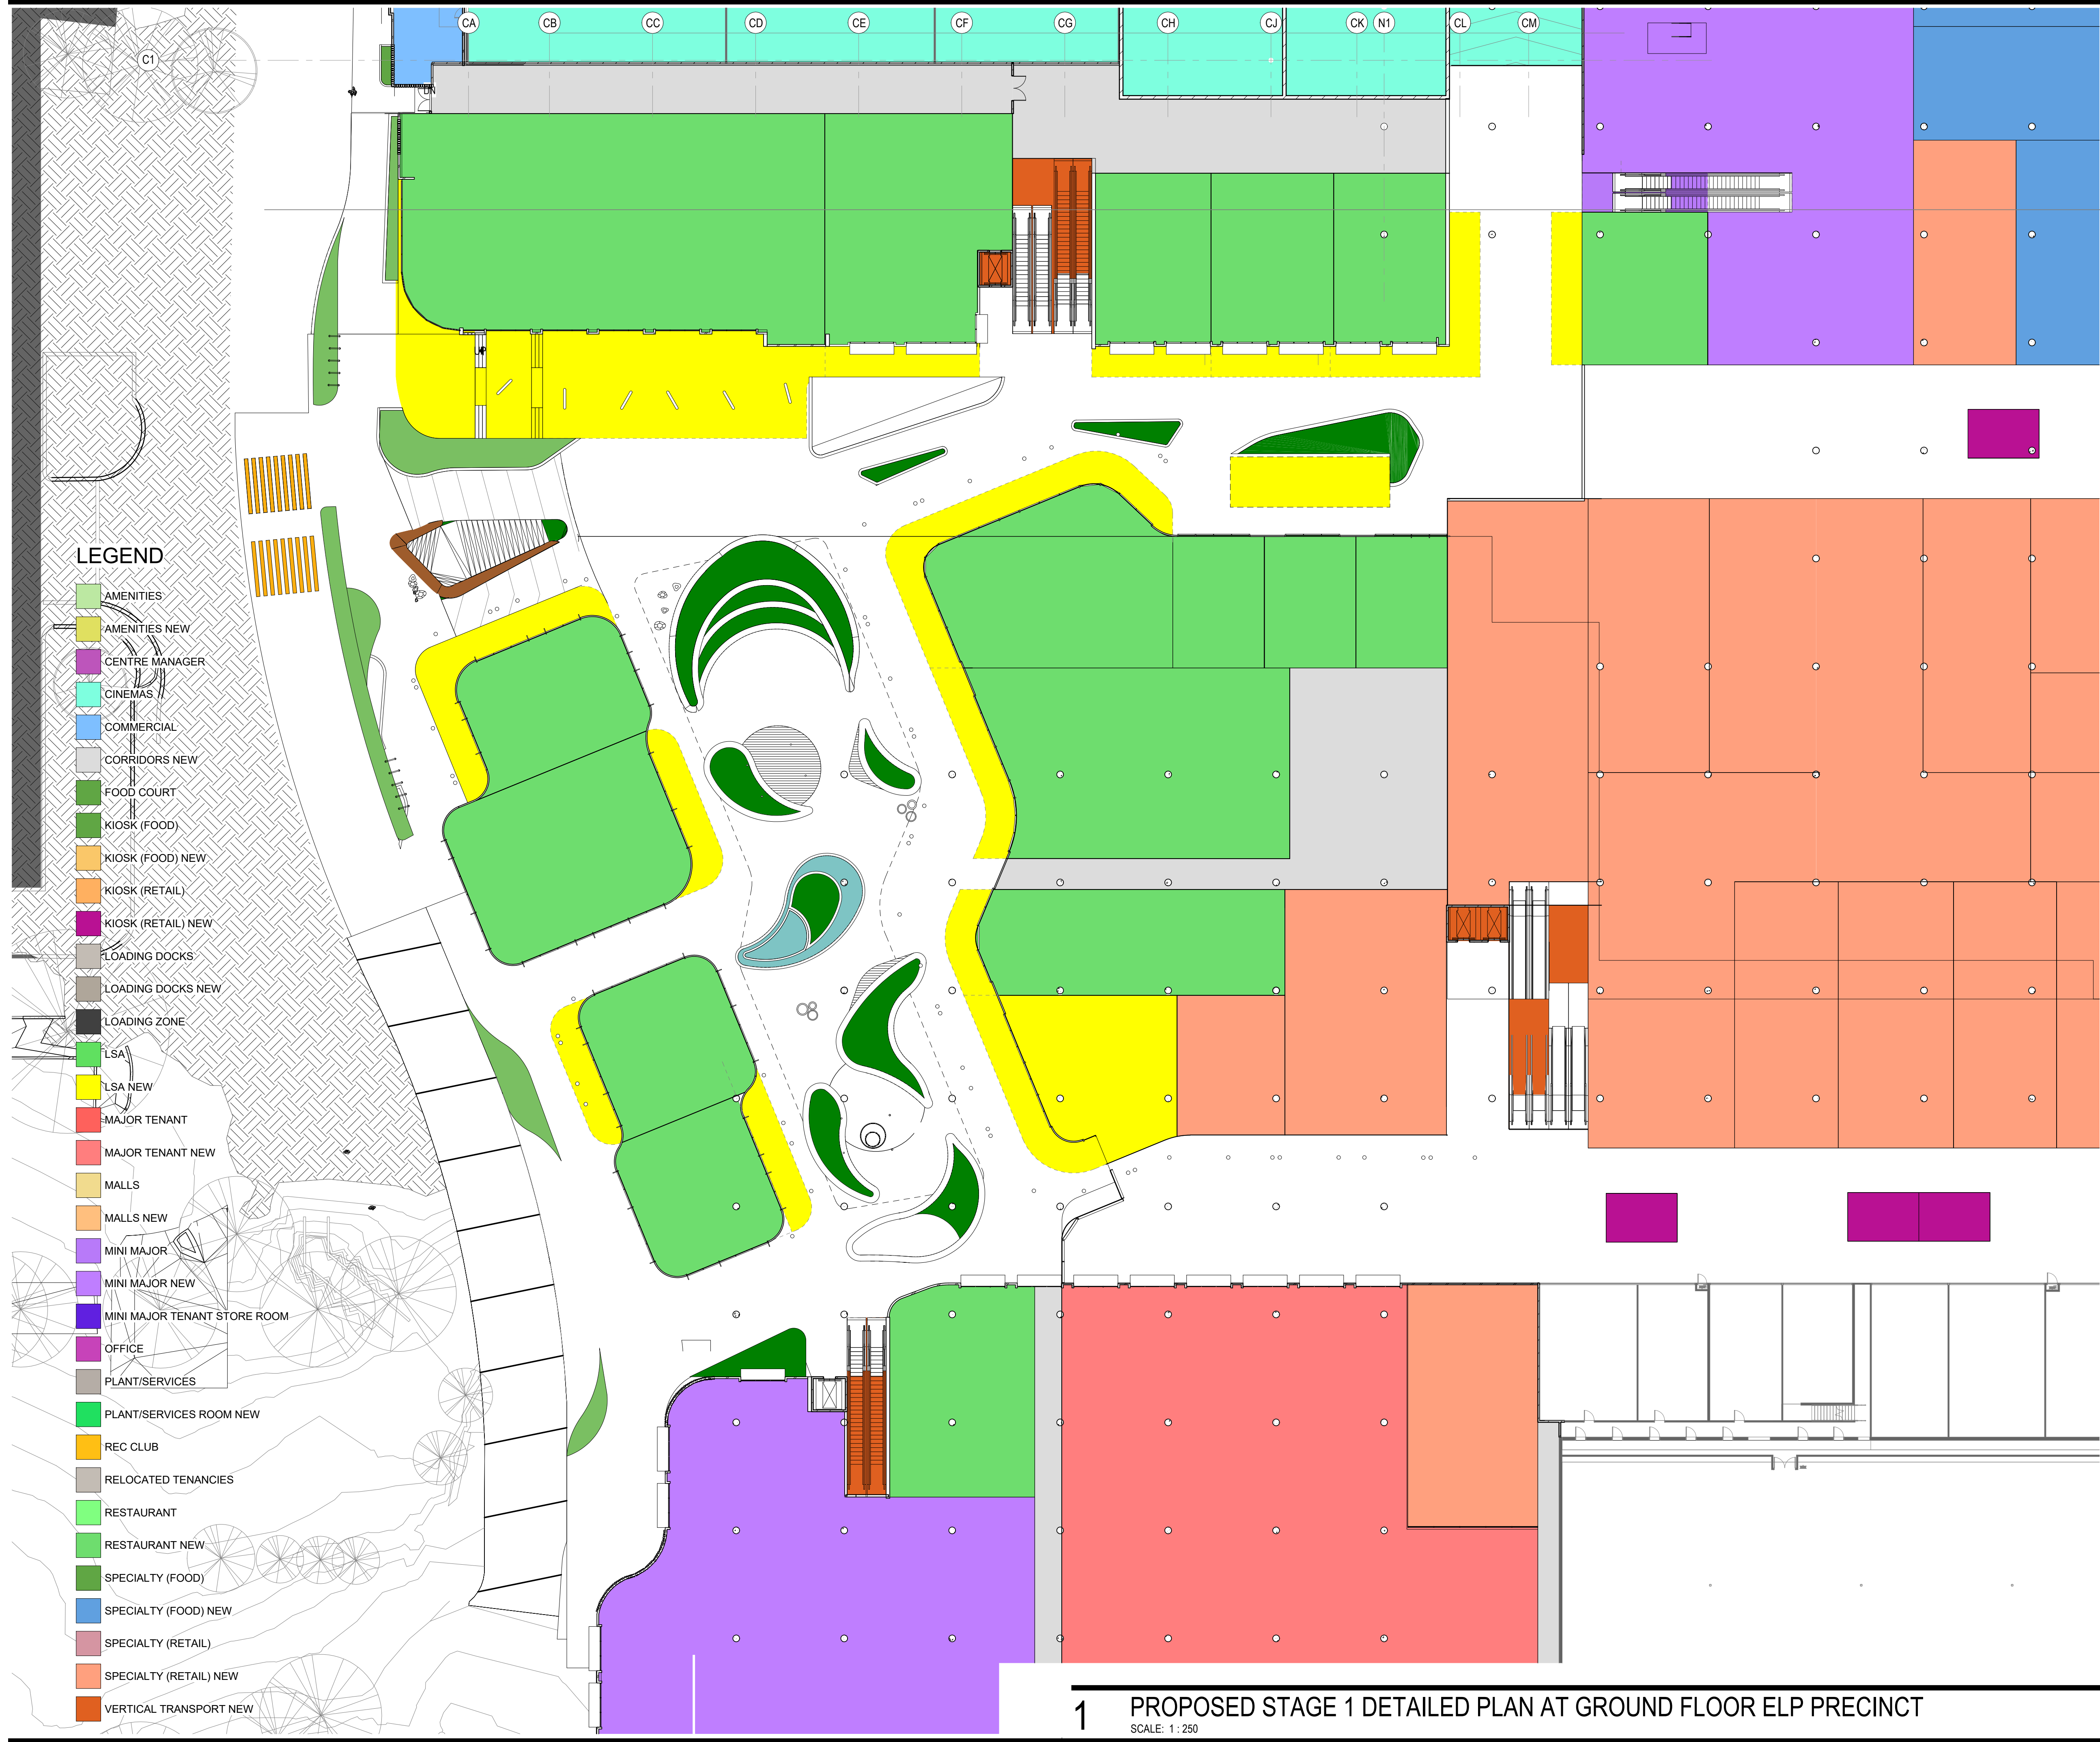 CA
CB
CC
CD
CE
CF
CG
CH
CJ
CK
N1
CL
CM
C1
DN
UP
LEGEND
AMENITIES
AMENITIES NEW
CENTRE MANAGER
CINEMAS
COMMERCIAL
CORRIDORS NEW
FOOD COURT
KIOSK (FOOD)
KIOSK (FOOD) NEW
KIOSK (RETAIL)
KIOSK (RETAIL) NEW
LOADING DOCKS
LOADING DOCKS NEW
LOADING ZONE
LSA
LSA NEW
MAJOR TENANT
MAJOR TENANT NEW
MALLS
MALLS NEW
MINI MAJOR
MINI MAJOR NEW
MINI MAJOR TENANT STORE ROOM
OFFICE
PLANT/SERVICES
PLANT/SERVICES ROOM NEW
REC CLUB
RELOCATED TENANCIES
RESTAURANT
RESTAURANT NEW
SPECIALTY (FOOD)
SPECIALTY (FOOD) NEW
SPECIALTY (RETAIL)
SPECIALTY (RETAIL) NEW
VERTICAL TRANSPORT NEW
1 PROPOSED STAGE 1 DETAILED PLAN AT GROUND FLOOR ELP PRECINCT
SCALE: 1 : 250